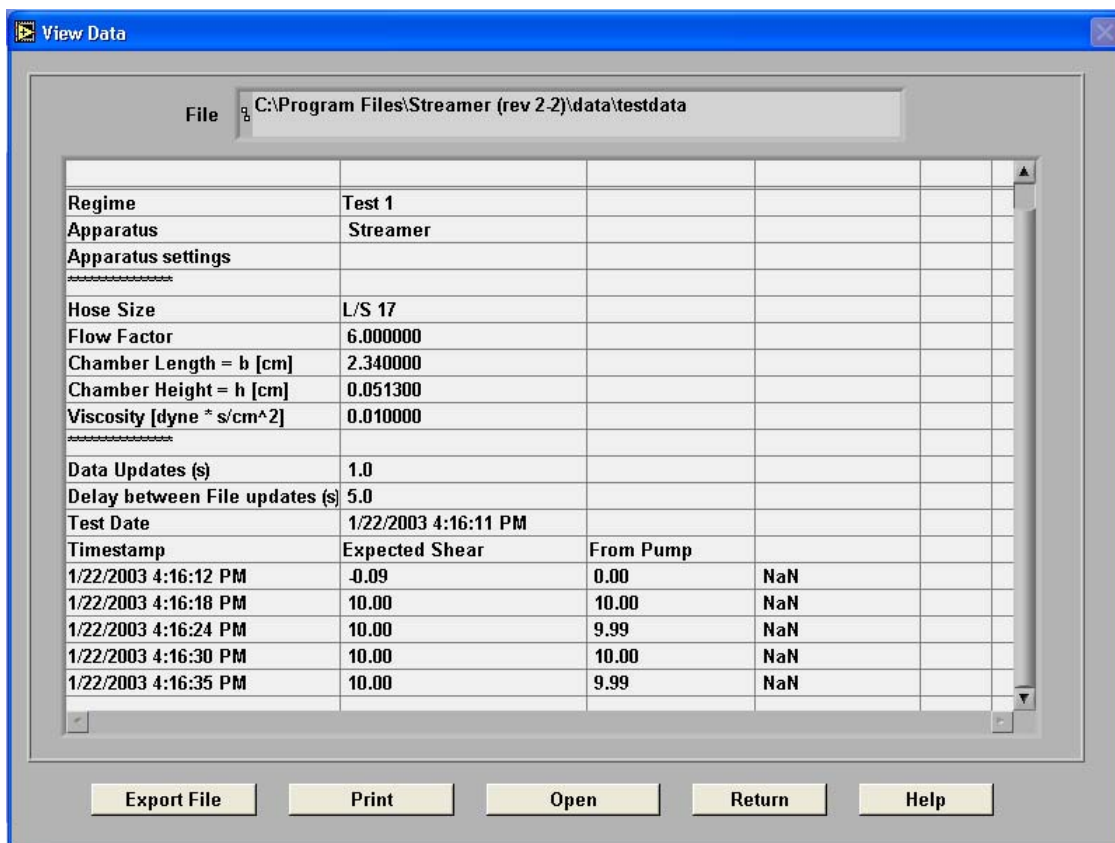 View Data
File C:\Program Files\Streamer (rev 2-2)\data\testdata
Regime Test 1
Apparatus Streamer
Apparatus settings
***************
Hose Size L/S 17
Flow Factor 6.000000
Chamber Length = b [cm] 2.340000
Chamber Height = h [cm] 0.051300
Viscosity [dyne * s/cm^2] 0.010000
***************
Data Updates (s) 1.0
Delay between File updates (s) 5.0
Test Date 1/22/2003 4:16:11 PM
Timestamp Expected Shear From Pump
1/22/2003 4:16:12 PM -0.09 0.00 NaN
1/22/2003 4:16:18 PM 10.00 10.00 NaN
1/22/2003 4:16:24 PM 10.00 9.99 NaN
1/22/2003 4:16:30 PM 10.00 10.00 NaN
1/22/2003 4:16:35 PM 10.00 9.99 NaN
Export File Print Open Return Help